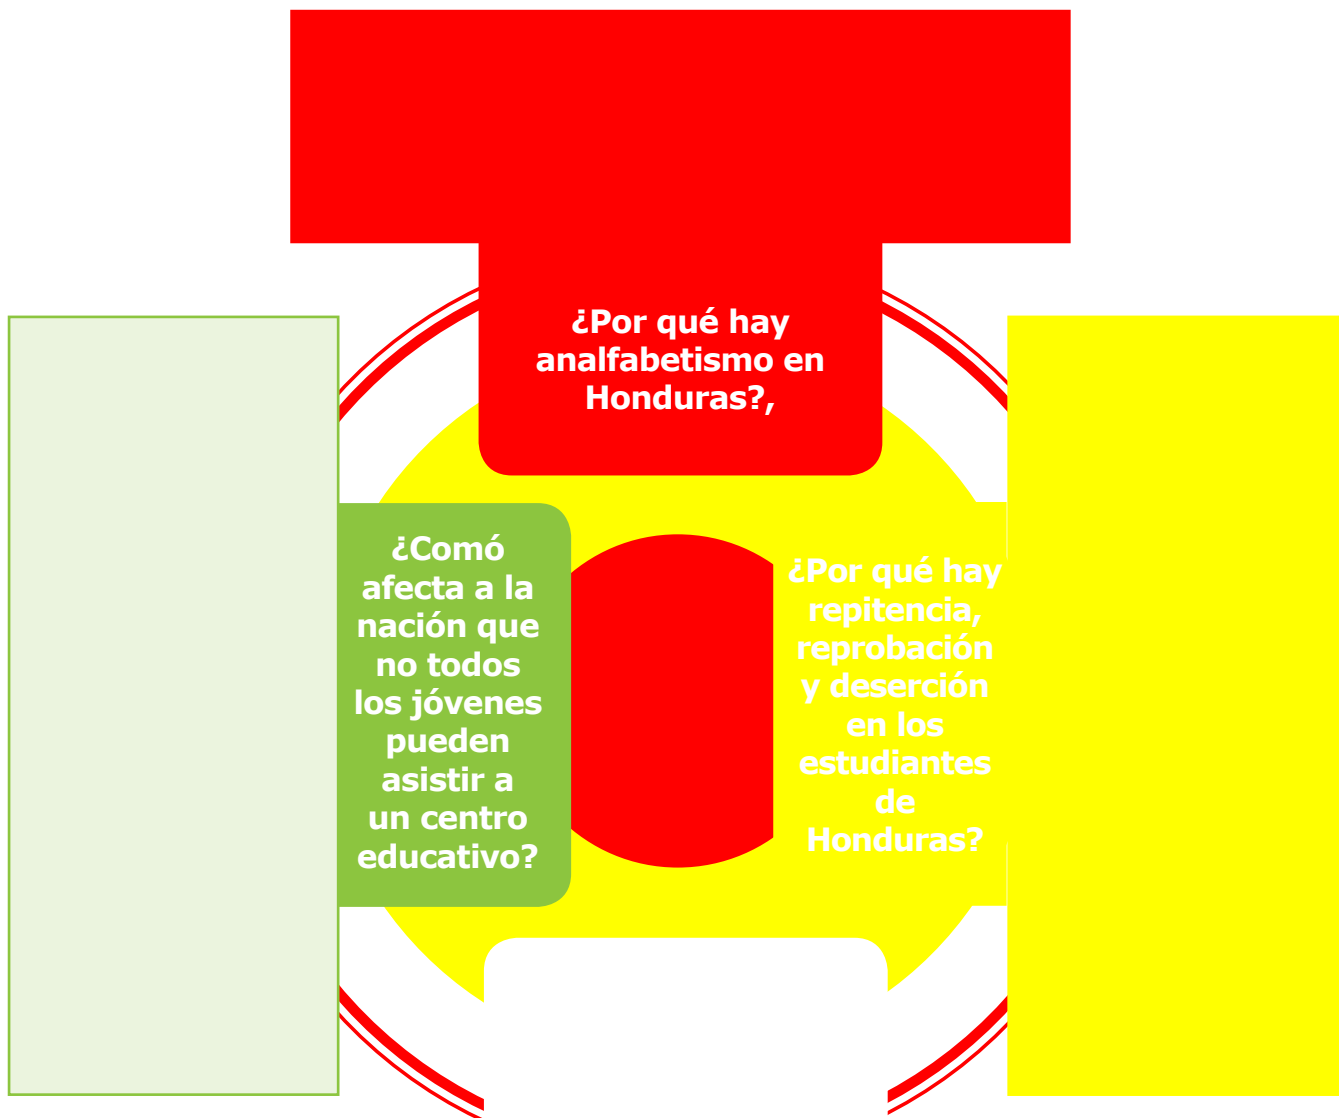 ¿Por qué hay
analfabetismo en
Honduras?,
¿Comó
afecta a la
nación que
no todos
los jóvenes
pueden
asistir a
un centro
educativo?
¿Por qué hay
repitencia,
reprobación
y deserción
en los
estudiantes
de
Honduras?